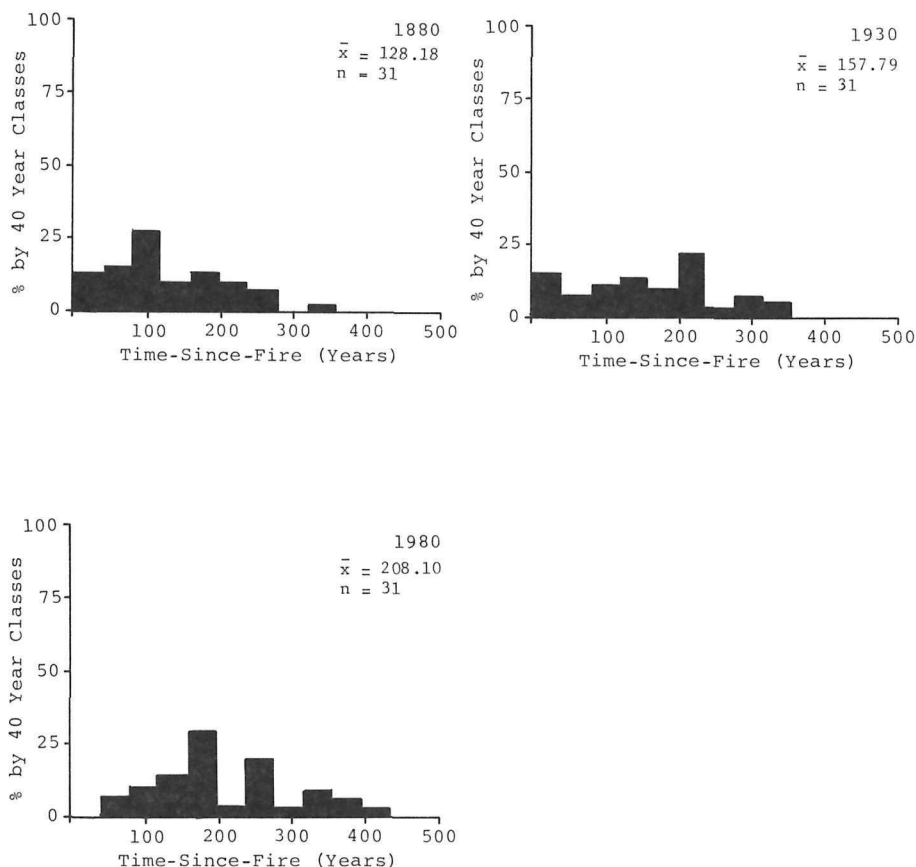 100
75
50
25
0
% by 40 Year Classes
1880
x̄ = 128.18
n = 31
100 200 300 400 500
Time-Since-Fire (Years)
100
75
50
25
0
% by 40 Year Classes
1930
x̄ = 157.79
n = 31
100 200 300 400 500
Time-Since-Fire (Years)
100
75
50
25
0
% by 40 Year Classes
1980
x̄ = 208.10
n = 31
100 200 300 400 500
Time-Since-Fire (Years)